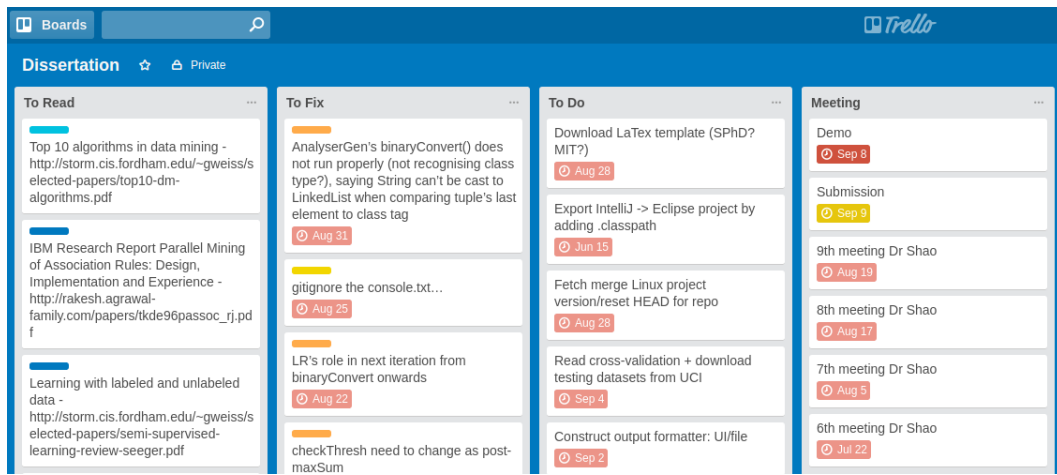 Boards
Trello
Dissertation
Private
To Read
Top 10 algorithms in data mining -
http://storm.cis.fordham.edu/~gweiss/s
elected-papers/top10-dm-
algorithms.pdf
IBM Research Report Parallel Mining
of Association Rules: Design,
Implementation and Experience -
http://rakesh.agrawal-
family.com/papers/tkde96passoc_rj.pd
f
Learning with labeled and unlabeled
data -
http://storm.cis.fordham.edu/~gweiss/s
elected-papers/semi-supervised-
learning-review-seeger.pdf
To Fix
AnalyserGen's binaryConvert() does
not run properly (not recognising class
type?), saying String can't be cast to
LinkedList when comparing tuple's last
element to class tag
Aug 31
gitignore the console.txt…
Aug 25
LR's role in next iteration from
binaryConvert onwards
Aug 22
checkThresh need to change as post-
maxSum
To Do
Download LaTex template (SPhD?
MIT?)
Aug 28
Export IntelliJ -> Eclipse project by
adding .classpath
Jun 15
Fetch merge Linux project
version/reset HEAD for repo
Aug 28
Read cross-validation + download
testing datasets from UCI
Sep 4
Construct output formatter: UI/file
Sep 2
Meeting
Demo
Sep 8
Submission
Sep 9
9th meeting Dr Shao
Aug 19
8th meeting Dr Shao
Aug 17
7th meeting Dr Shao
Aug 5
6th meeting Dr Shao
Jul 22